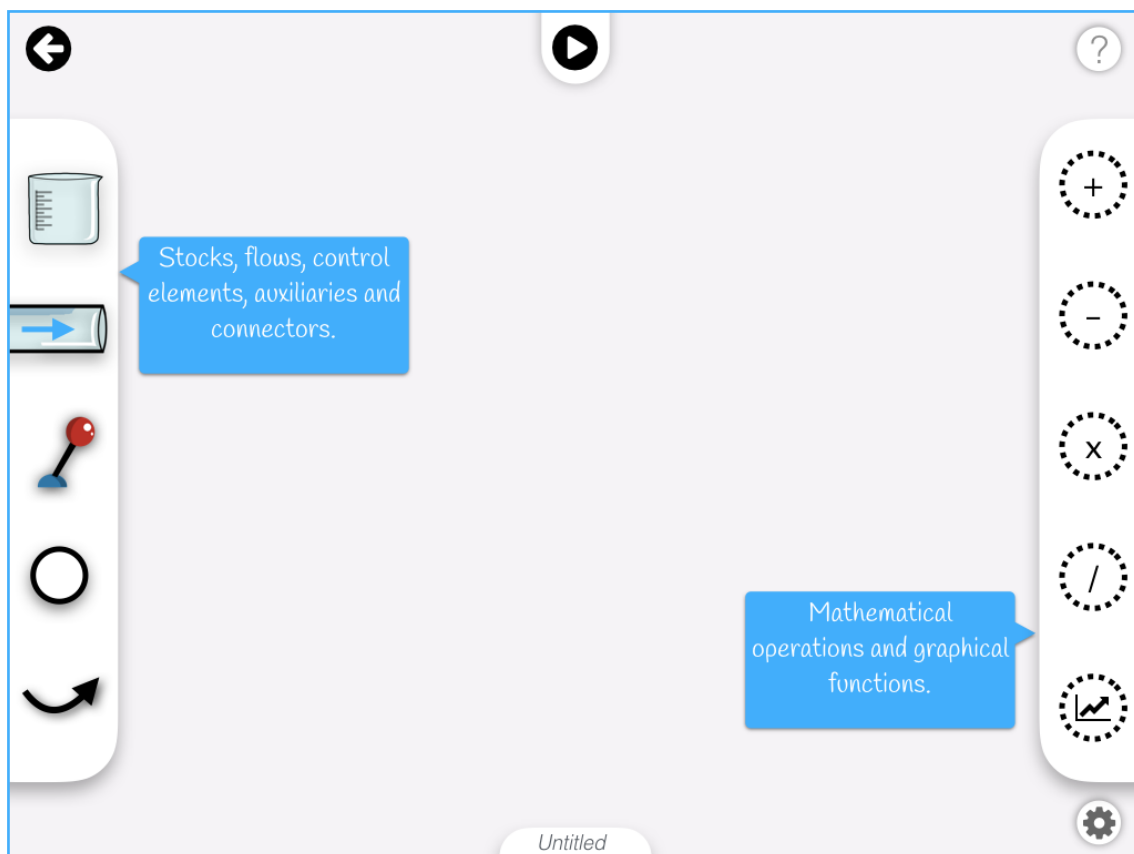 ?
Stocks, flows, control
elements, auxiliaries and
connectors.
+
-
x
/
Mathematical
operations and graphical
functions.
Untitled